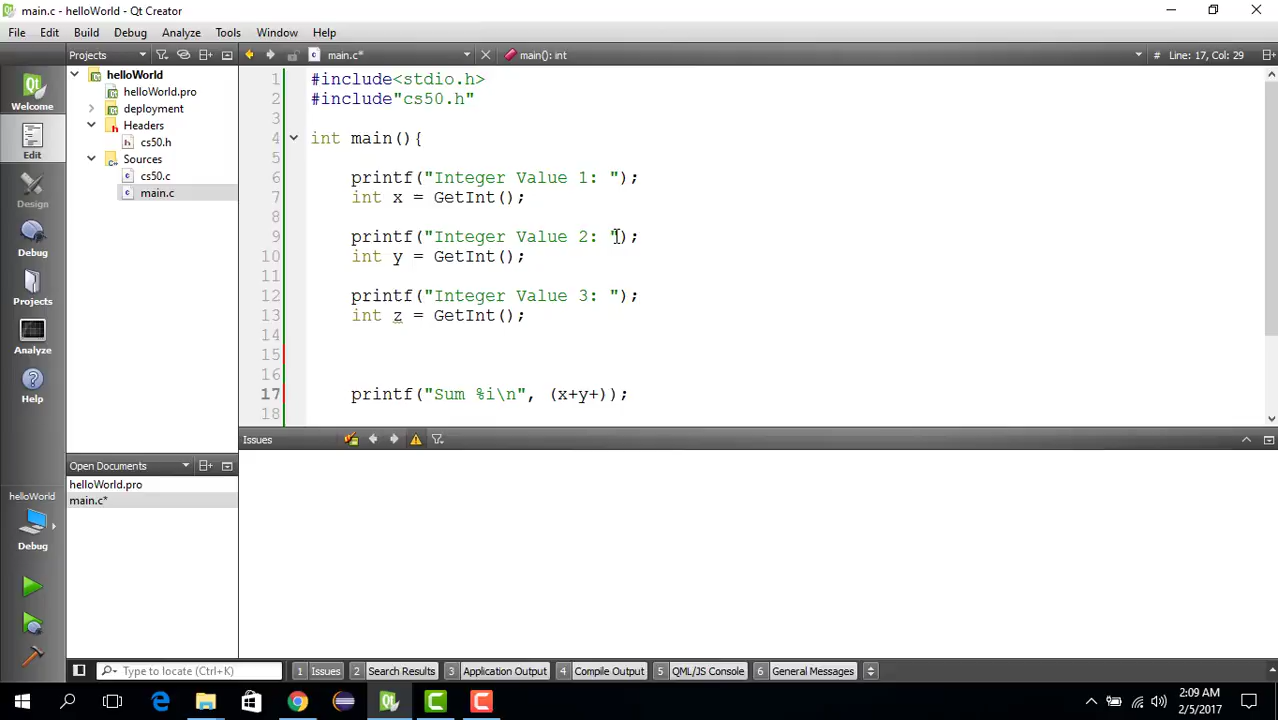 main.c - helloWorld - Qt Creator
File Edit Build Debug Analyze Tools Window Help
Projects main.c* main(): int # Line: 17, Col: 29
Welcome
Edit
Design
Debug
Projects
Analyze
Help
helloWorld
Debug
helloWorld
helloWorld.pro
deployment
Headers
cs50.h
Sources
cs50.c
main.c
Open Documents
helloWorld.pro
main.c*
1 #include<stdio.h>
2 #include"cs50.h"
3
4 int main(){
5
6 printf("Integer Value 1: ");
7 int x = GetInt();
8
9 printf("Integer Value 2: ");
10 int y = GetInt();
11
12 printf("Integer Value 3: ");
13 int z = GetInt();
14
15
16
17 printf("Sum %i\n", (x+y+));
18
Issues
Type to locate (Ctrl+K) 1 Issues 2 Search Results 3 Application Output 4 Compile Output 5 QML/JS Console 6 General Messages
2:09 AM
2/5/2017